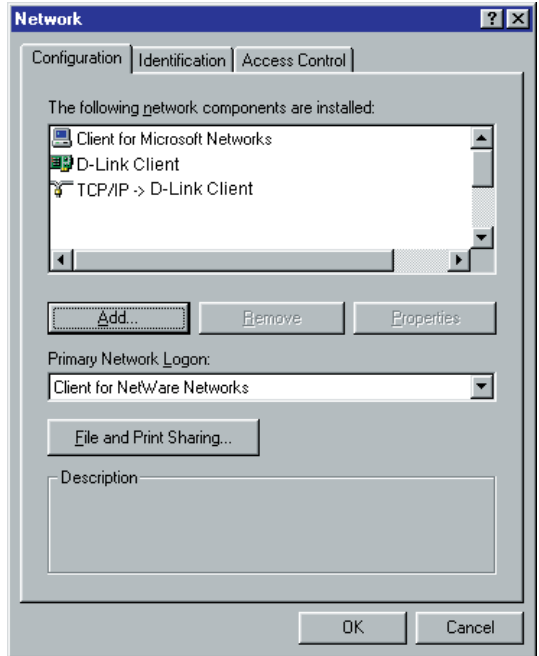 Network
Configuration Identification Access Control
The following network components are installed:
Client for Microsoft Networks
D-Link Client
TCP/IP -> D-Link Client
Add... Remove Properties
Primary Network Logon:
Client for NetWare Networks
File and Print Sharing...
Description
OK Cancel